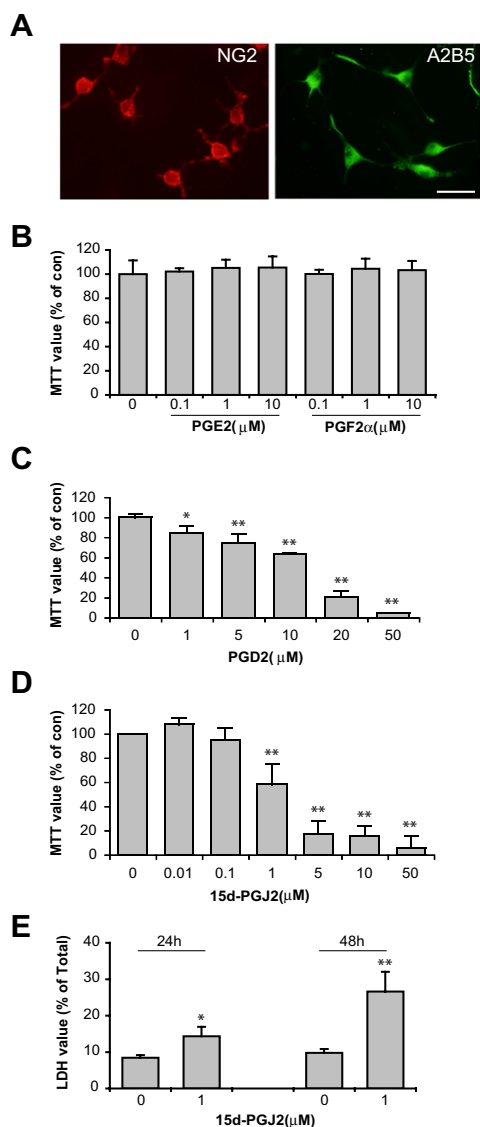 A
NG2
A2B5
B
MTT value (% of con)
120
100
80
60
40
20
0
0 0.1 1 10 0.1 1 10
PGE2(μM) PGF2α(μM)
C
MTT value (% of con)
120
100
80
60
40
20
0
* ** ** ** **
0 1 5 10 20 50
PGD2(μM)
D
MTT value (% of con)
120
100
80
60
40
20
0
** ** ** **
0 0.01 0.1 1 5 10 50
15d-PGJ2(μM)
E
LDH value (% of Total)
40
30
20
10
0
24h 48h
* **
0 1 0 1
15d-PGJ2(μM)